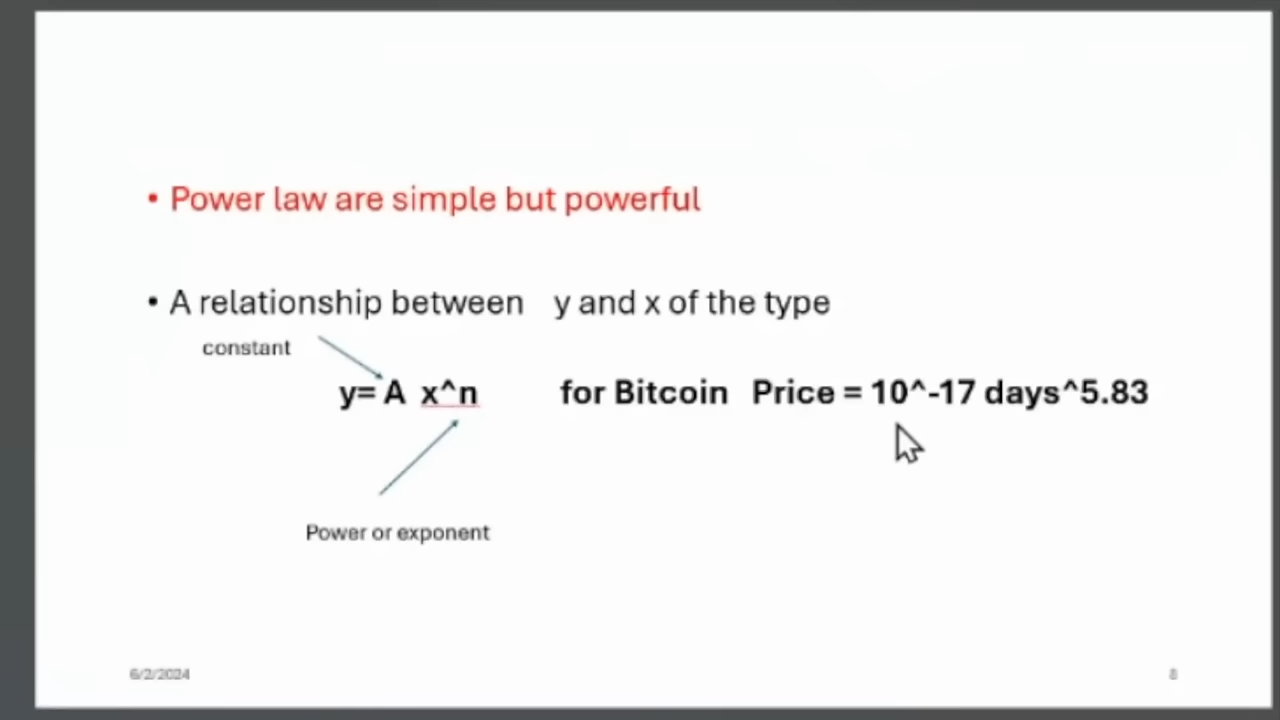 • Power law are simple but powerful
• A relationship between y and x of the type
constant
y= A x^n for Bitcoin Price = 10^-17 days^5.83
Power or exponent
6/2/2024 8